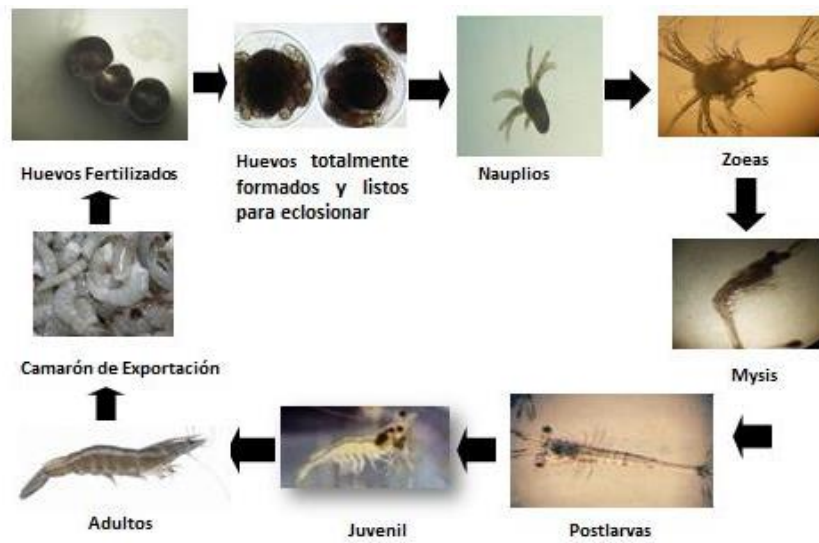 Huevos Fertilizados
Huevos totalmente
formados y listos
para eclosionar
Nauplios
Zoeas
Mysis
Postlarvas
Juvenil
Adultos
Camarón de Exportación